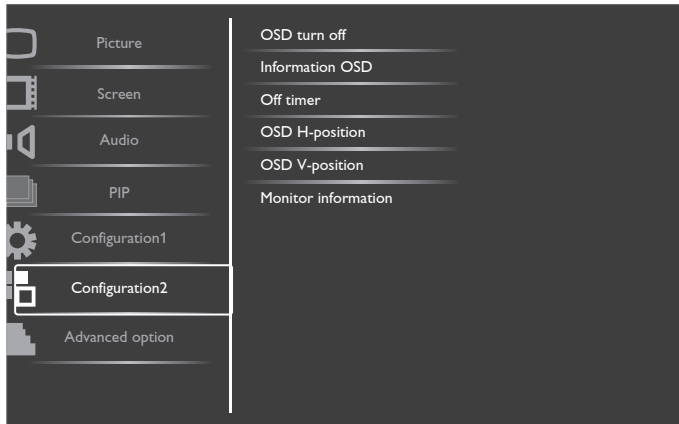 Picture
Screen
Audio
PIP
Configuration1
Configuration2
Advanced option
OSD turn off
Information OSD
Off timer
OSD H-position
OSD V-position
Monitor information